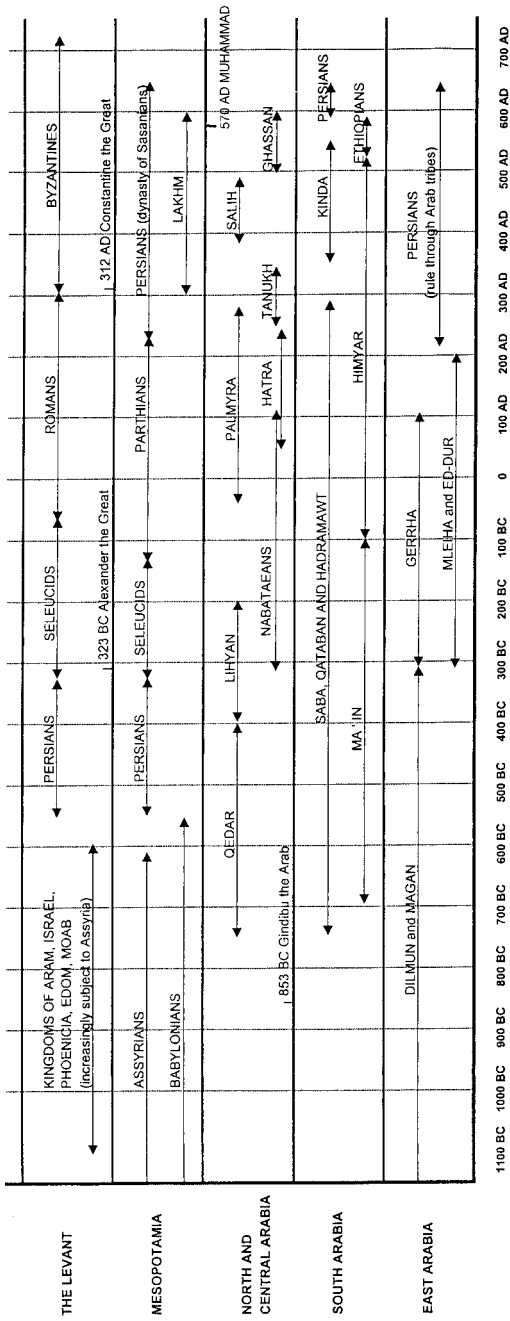 THE LEVANT
KINGDOMS OF ARAM, ISRAEL,
PHOENICIA, EDOM, MOAB
(increasingly subject to Assyria)
PERSIANS
SELEUCIDS
ROMANS
BYZANTINES
323 BC Alexander the Great
312 AD Constantine the Great
MESOPOTAMIA
ASSYRIANS
BABYLONIANS
PERSIANS
SELEUCIDS
PARTHIANS
PERSIANS (dynasty of Sasanians)
LAKHM
NORTH AND
CENTRAL ARABIA
853 BC Gindibu the Arab
QEDAR
LIHYAN
NABATAEANS
PALMYRA
HATRA
TANUKH
SALIH
GHASSAN
570 AD MUHAMMAD
SOUTH ARABIA
SABA, QATABAN AND HADRAMAWT
MA'IN
HIMYAR
KINDA
PERSIANS
ETHIOPIANS
EAST ARABIA
DILMUN and MAGAN
GERRHA
MLEIHA and ED-DUR
PERSIANS
(rule through Arab tribes)
1100 BC
1000 BC
900 BC
800 BC
700 BC
600 BC
500 BC
400 BC
300 BC
200 BC
100 BC
0
100 AD
200 AD
300 AD
400 AD
500 AD
600 AD
700 AD